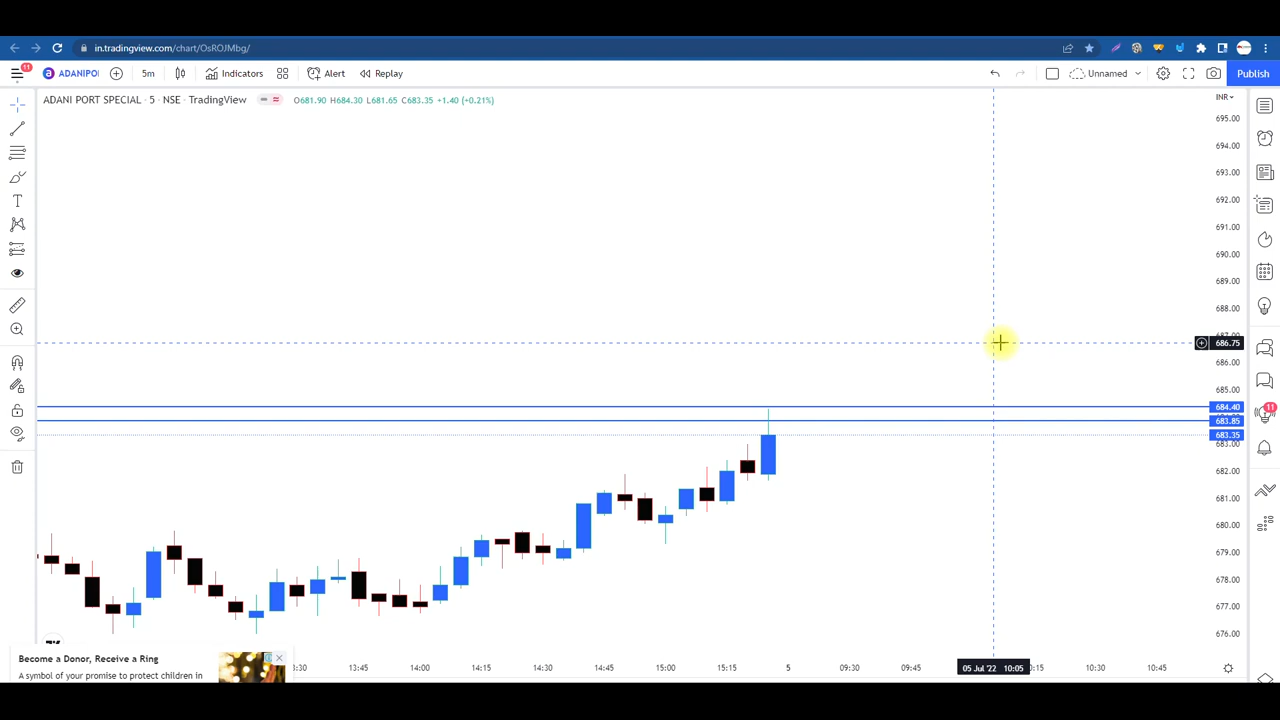 in.tradingview.com/chart/OsROJMbg/
11
ADANIPO
5m
Indicators
Alert
Replay
Unnamed
Publish
ADANI PORT SPECIAL · 5 · NSE · TradingView
O681.90 H684.30 L681.65 C683.35 +1.40 (+0.21%)
INR
695.00
694.00
693.00
692.00
691.00
690.00
689.00
688.00
686.75
686.00
685.00
684.40
683.85
683.35
683.00
682.00
681.00
680.00
679.00
678.00
677.00
676.00
11
13:45
14:00
14:15
14:30
14:45
15:00
15:15
5
09:30
09:45
05 Jul '22 10:05
10:30
10:45
Become a Donor, Receive a Ring
A symbol of your promise to protect children in